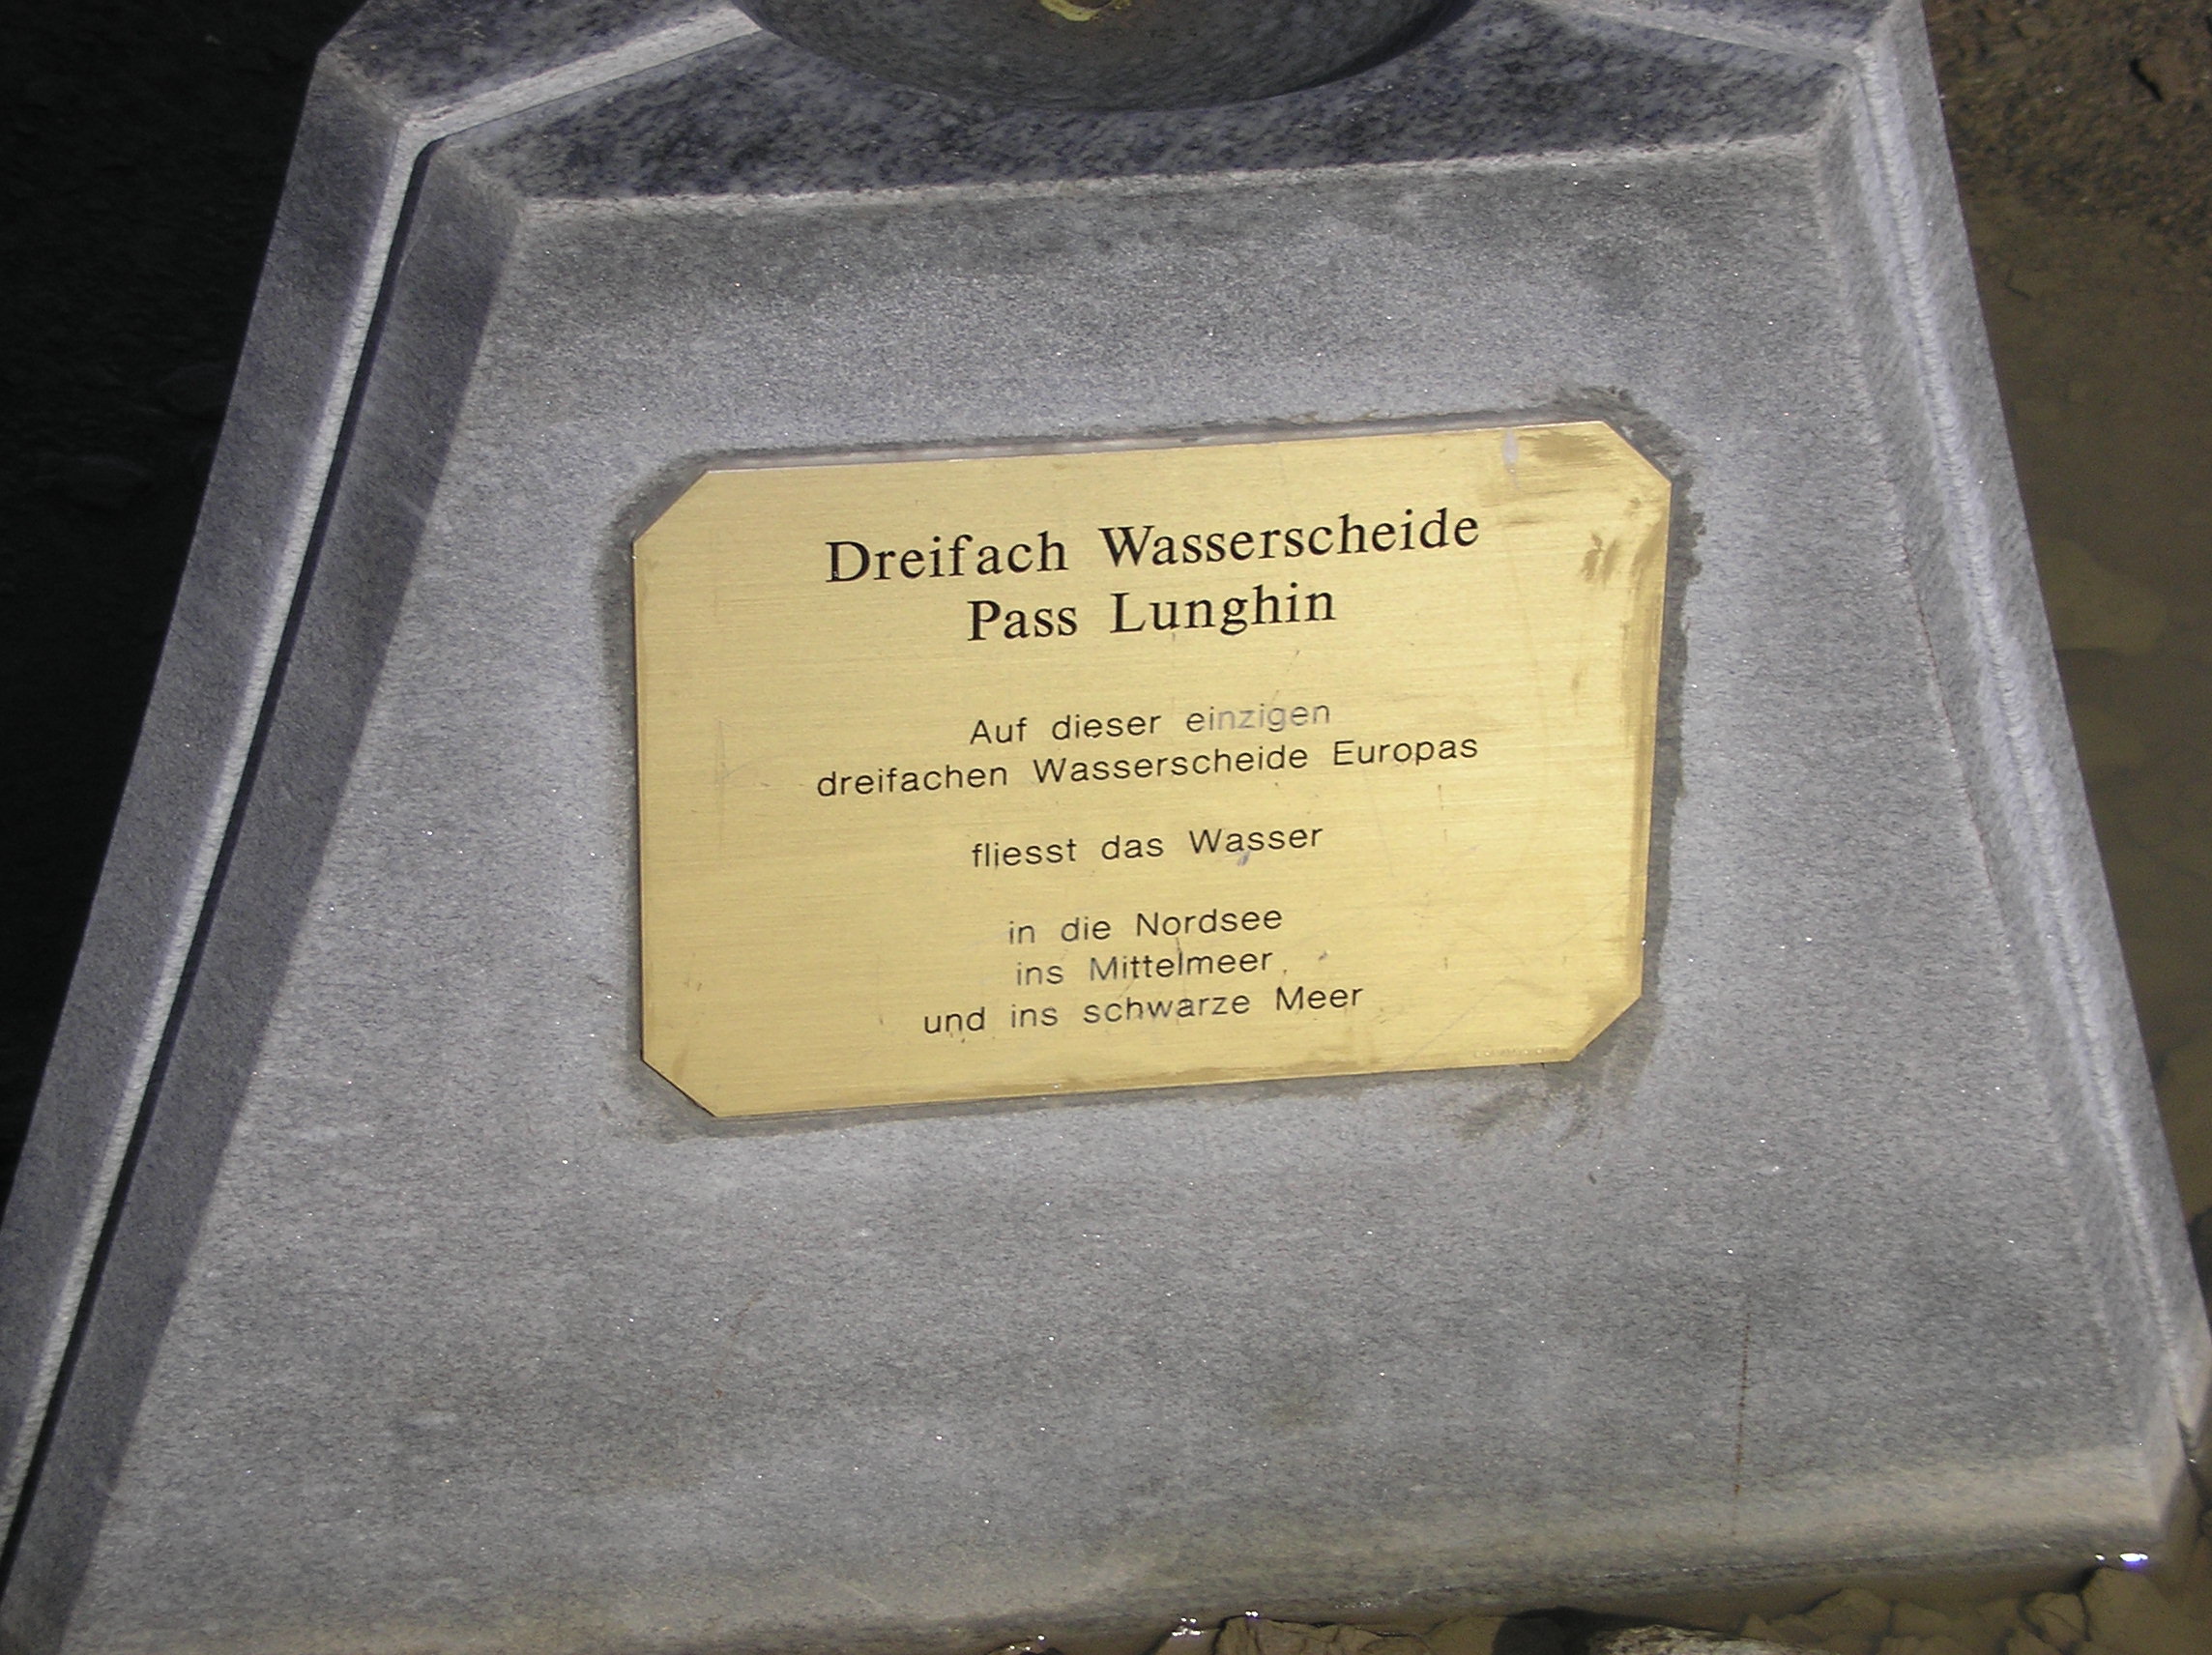 Dreifach Wasserscheide
Pass Lunghin
Auf dieser einzigen
dreifachen Wasserscheide Europas
fliesst das Wasser
in die Nordsee
ins Mittelmeer
und ins schwarze Meer